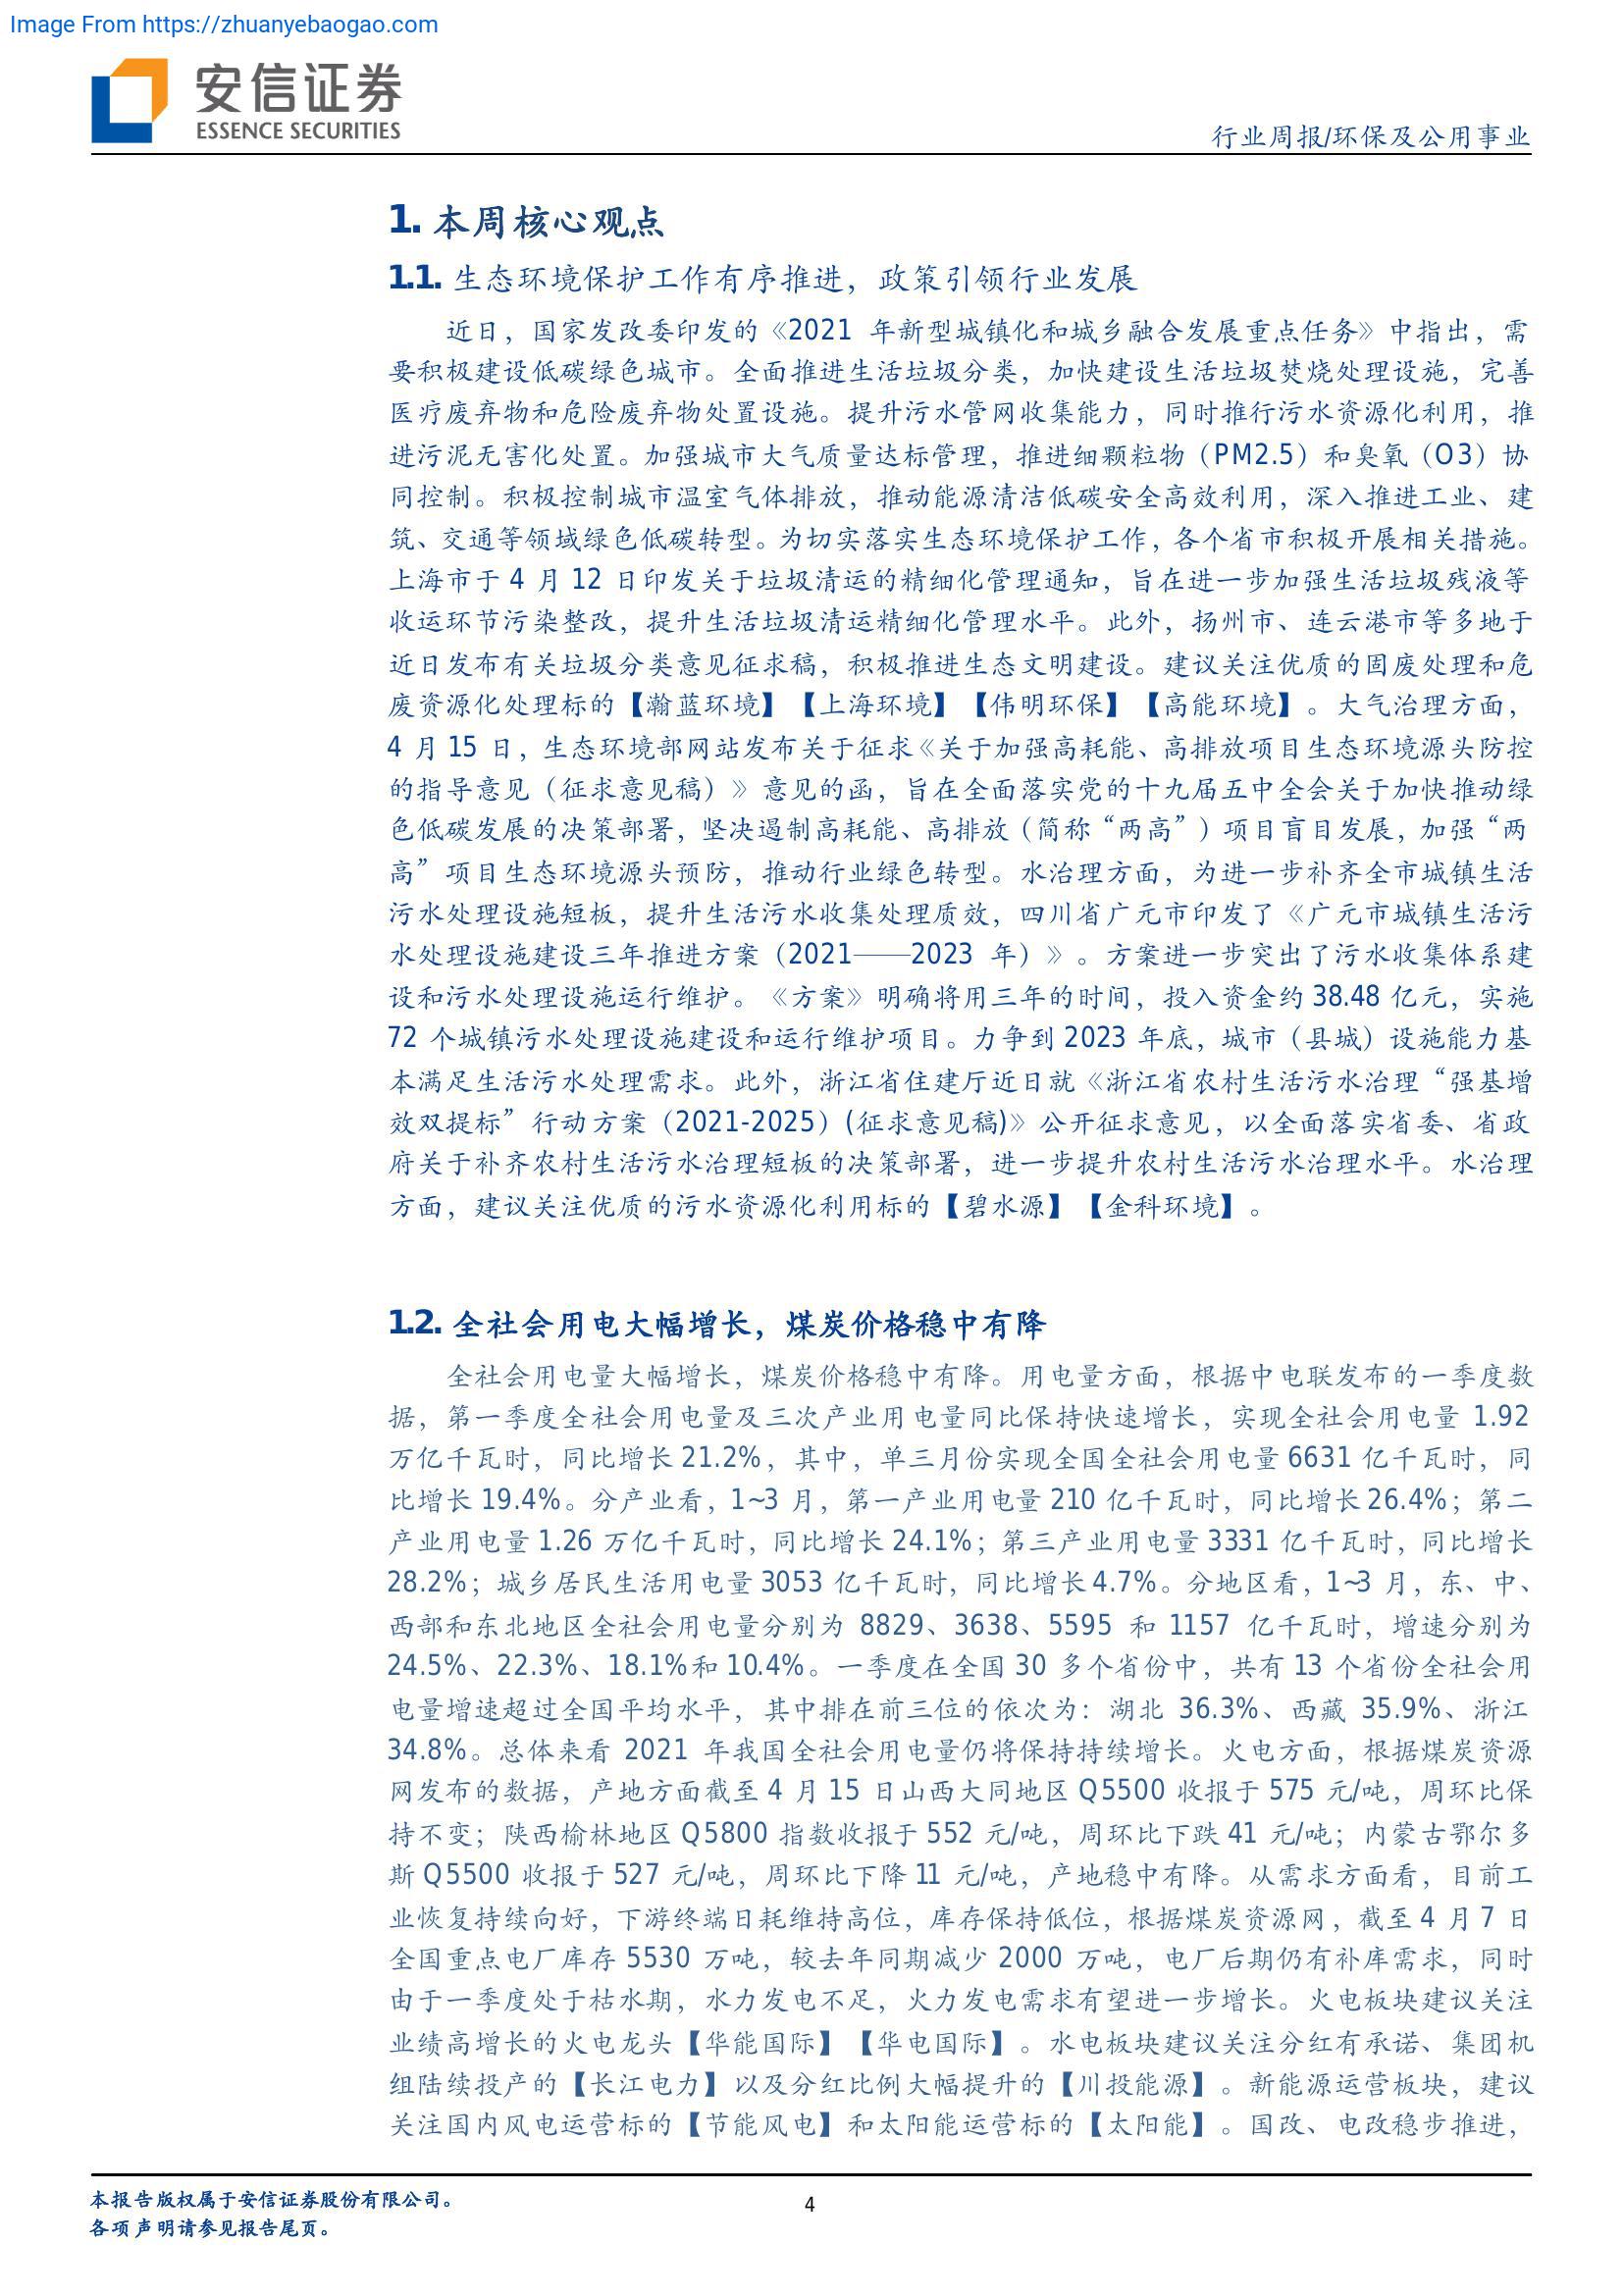 Image From https://zhuanyebaogao.com
安信证券
ESSENCE SECURITIES
行业周报/环保及公用事业
1. 本周核心观点
1.1. 生态环境保护工作有序推进，政策引领行业发展
近日，国家发改委印发的《2021 年新型城镇化和城乡融合发展重点任务》中指出，需
要积极建设低碳绿色城市。全面推进生活垃圾分类，加快建设生活垃圾焚烧处理设施，完善
医疗废弃物和危险废弃物处置设施。提升污水管网收集能力，同时推行污水资源化利用，推
进污泥无害化处置。加强城市大气质量达标管理，推进细颗粒物（PM2.5）和臭氧（O3）协
同控制。积极控制城市温室气体排放，推动能源清洁低碳安全高效利用，深入推进工业、建
筑、交通等领域绿色低碳转型。为切实落实生态环境保护工作，各个省市积极开展相关措施。
上海市于 4 月 12 日印发关于垃圾清运的精细化管理通知，旨在进一步加强生活垃圾残液等
收运环节污染整改，提升生活垃圾清运精细化管理水平。此外，扬州市、连云港市等多地于
近日发布有关垃圾分类意见征求稿，积极推进生态文明建设。建议关注优质的固废处理和危
废资源化处理标的【瀚蓝环境】【上海环境】【伟明环保】【高能环境】。大气治理方面，
4 月 15 日，生态环境部网站发布关于征求《关于加强高耗能、高排放项目生态环境源头防控
的指导意见（征求意见稿）》意见的函，旨在全面落实党的十九届五中全会关于加快推动绿
色低碳发展的决策部署，坚决遏制高耗能、高排放（简称“两高”）项目盲目发展，加强“两
高”项目生态环境源头预防，推动行业绿色转型。水治理方面，为进一步补齐全市城镇生活
污水处理设施短板，提升生活污水收集处理质效，四川省广元市印发了《广元市城镇生活污
水处理设施建设三年推进方案（2021——2023 年）》。方案进一步突出了污水收集体系建
设和污水处理设施运行维护。《方案》明确将用三年的时间，投入资金约 38.48 亿元，实施
72 个城镇污水处理设施建设和运行维护项目。力争到 2023 年底，城市（县城）设施能力基
本满足生活污水处理需求。此外，浙江省住建厅近日就《浙江省农村生活污水治理“强基增
效双提标”行动方案（2021-2025）(征求意见稿)》公开征求意见，以全面落实省委、省政
府关于补齐农村生活污水治理短板的决策部署，进一步提升农村生活污水治理水平。水治理
方面，建议关注优质的污水资源化利用标的【碧水源】【金科环境】。
1.2. 全社会用电大幅增长，煤炭价格稳中有降
全社会用电量大幅增长，煤炭价格稳中有降。用电量方面，根据中电联发布的一季度数
据，第一季度全社会用电量及三次产业用电量同比保持快速增长，实现全社会用电量 1.92
万亿千瓦时，同比增长 21.2%，其中，单三月份实现全国全社会用电量 6631 亿千瓦时，同
比增长 19.4%。分产业看，1~3 月，第一产业用电量 210 亿千瓦时，同比增长 26.4%；第二
产业用电量 1.26 万亿千瓦时，同比增长 24.1%；第三产业用电量 3331 亿千瓦时，同比增长
28.2%；城乡居民生活用电量 3053 亿千瓦时，同比增长 4.7%。分地区看，1~3 月，东、中、
西部和东北地区全社会用电量分别为 8829、3638、5595 和 1157 亿千瓦时，增速分别为
24.5%、22.3%、18.1%和 10.4%。一季度在全国 30 多个省份中，共有 13 个省份全社会用
电量增速超过全国平均水平，其中排在前三位的依次为：湖北 36.3%、西藏 35.9%、浙江
34.8%。总体来看 2021 年我国全社会用电量仍将保持持续增长。火电方面，根据煤炭资源
网发布的数据，产地方面截至 4 月 15 日山西大同地区 Q5500 收报于 575 元/吨，周环比保
持不变；陕西榆林地区 Q5800 指数收报于 552 元/吨，周环比下跌 41 元/吨；内蒙古鄂尔多
斯 Q5500 收报于 527 元/吨，周环比下降 11 元/吨，产地稳中有降。从需求方面看，目前工
业恢复持续向好，下游终端日耗维持高位，库存保持低位，根据煤炭资源网，截至 4 月 7 日
全国重点电厂库存 5530 万吨，较去年同期减少 2000 万吨，电厂后期仍有补库需求，同时
由于一季度处于枯水期，水力发电不足，火力发电需求有望进一步增长。火电板块建议关注
业绩高增长的火电龙头【华能国际】【华电国际】。水电板块建议关注分红有承诺、集团机
组陆续投产的【长江电力】以及分红比例大幅提升的【川投能源】。新能源运营板块，建议
关注国内风电运营标的【节能风电】和太阳能运营标的【太阳能】。国改、电改稳步推进，
本报告版权属于安信证券股份有限公司。
4
各项声明请参见报告尾页。